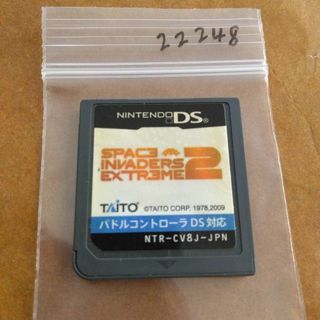 22248
NINTENDO DS
SPACE
INVADERS
EXTREME 2
TAITO ©TAITO CORP. 1978,2009
パドルコントローラ DS 対応
NTR-CV8J-JPN